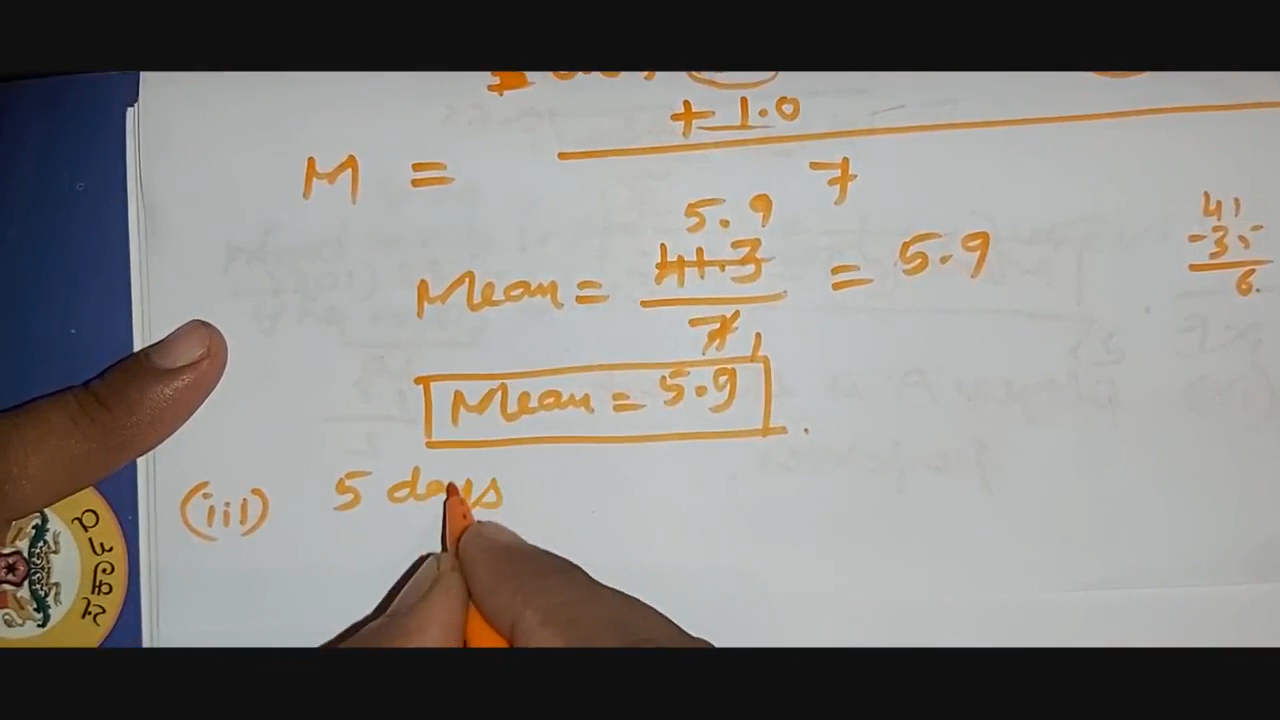 + 1.0
M =
7
5.9
Mean = 41.3 = 5.9
7 1
41
- 35
6.
Mean = 5.9
(iii) 5 days